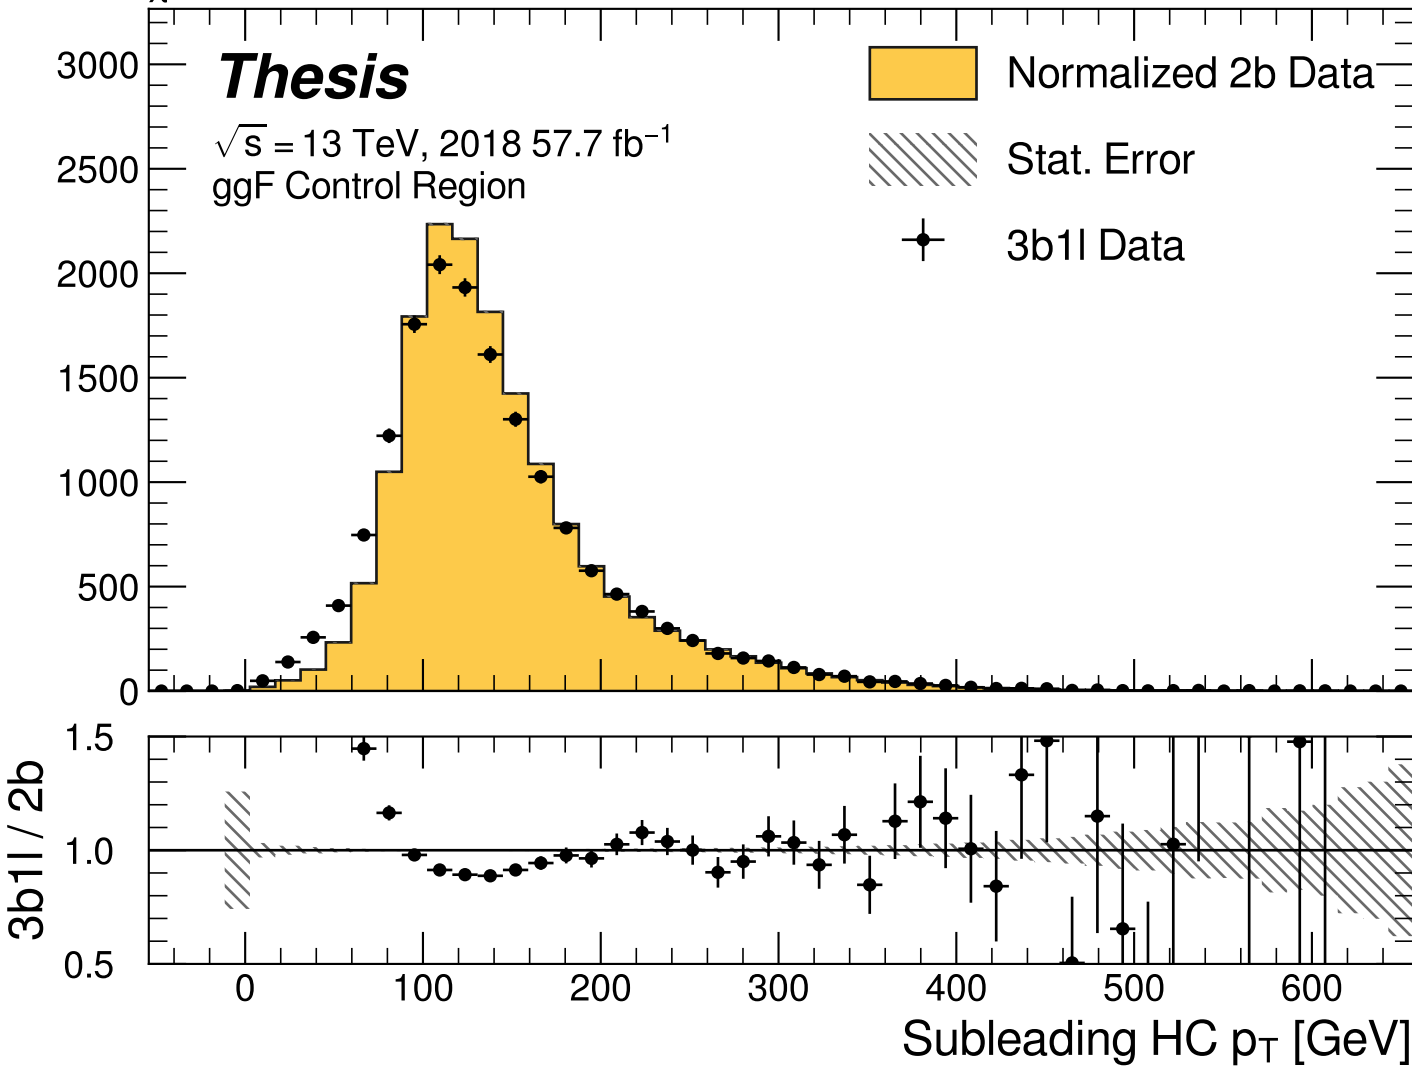 3000
2500
2000
1500
1000
500
0
Thesis
√s = 13 TeV, 2018 57.7 fb⁻¹
ggF Control Region
Normalized 2b Data
Stat. Error
3b1l Data
1.5
1.0
0.5
3b1l / 2b
0 100 200 300 400 500 600
Subleading HC pT [GeV]